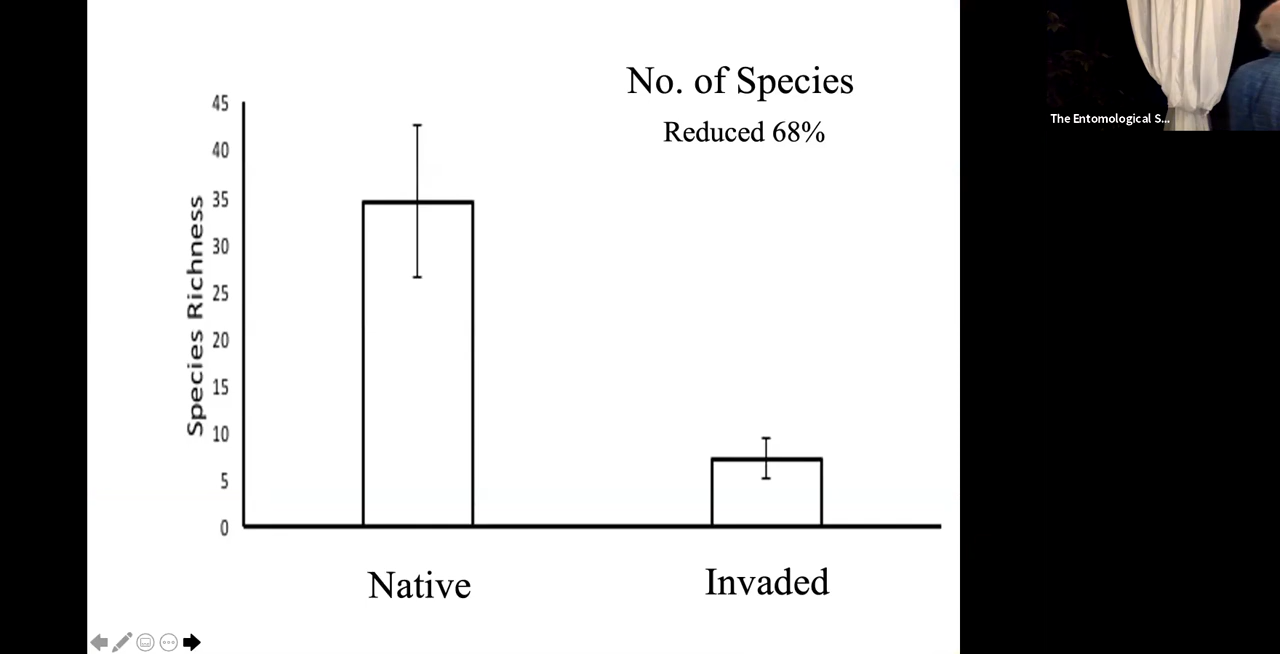 No. of Species
Reduced 68%
45
40
35
30
25
20
15
10
5
0
Species Richness
Native
Invaded
The Entomological S...